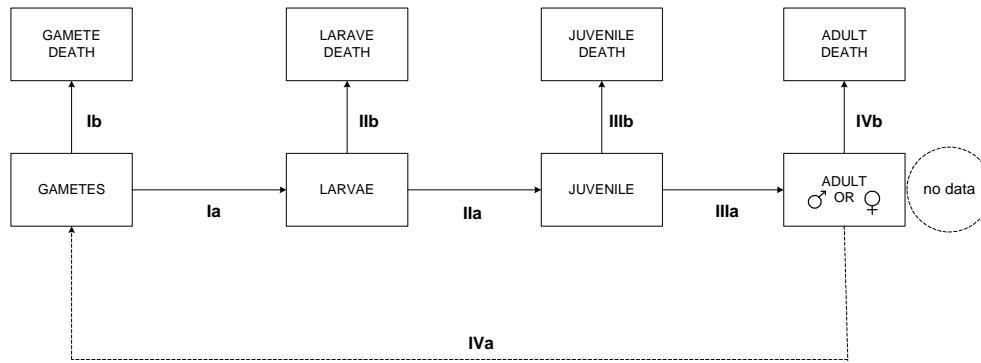 GAMETE
DEATH
LARAVE
DEATH
JUVENILE
DEATH
ADULT
DEATH
Ib
IIb
IIIb
IVb
GAMETES
LARVAE
JUVENILE
ADULT
OR
♂ ♀
no data
Ia
IIa
IIIa
IVa